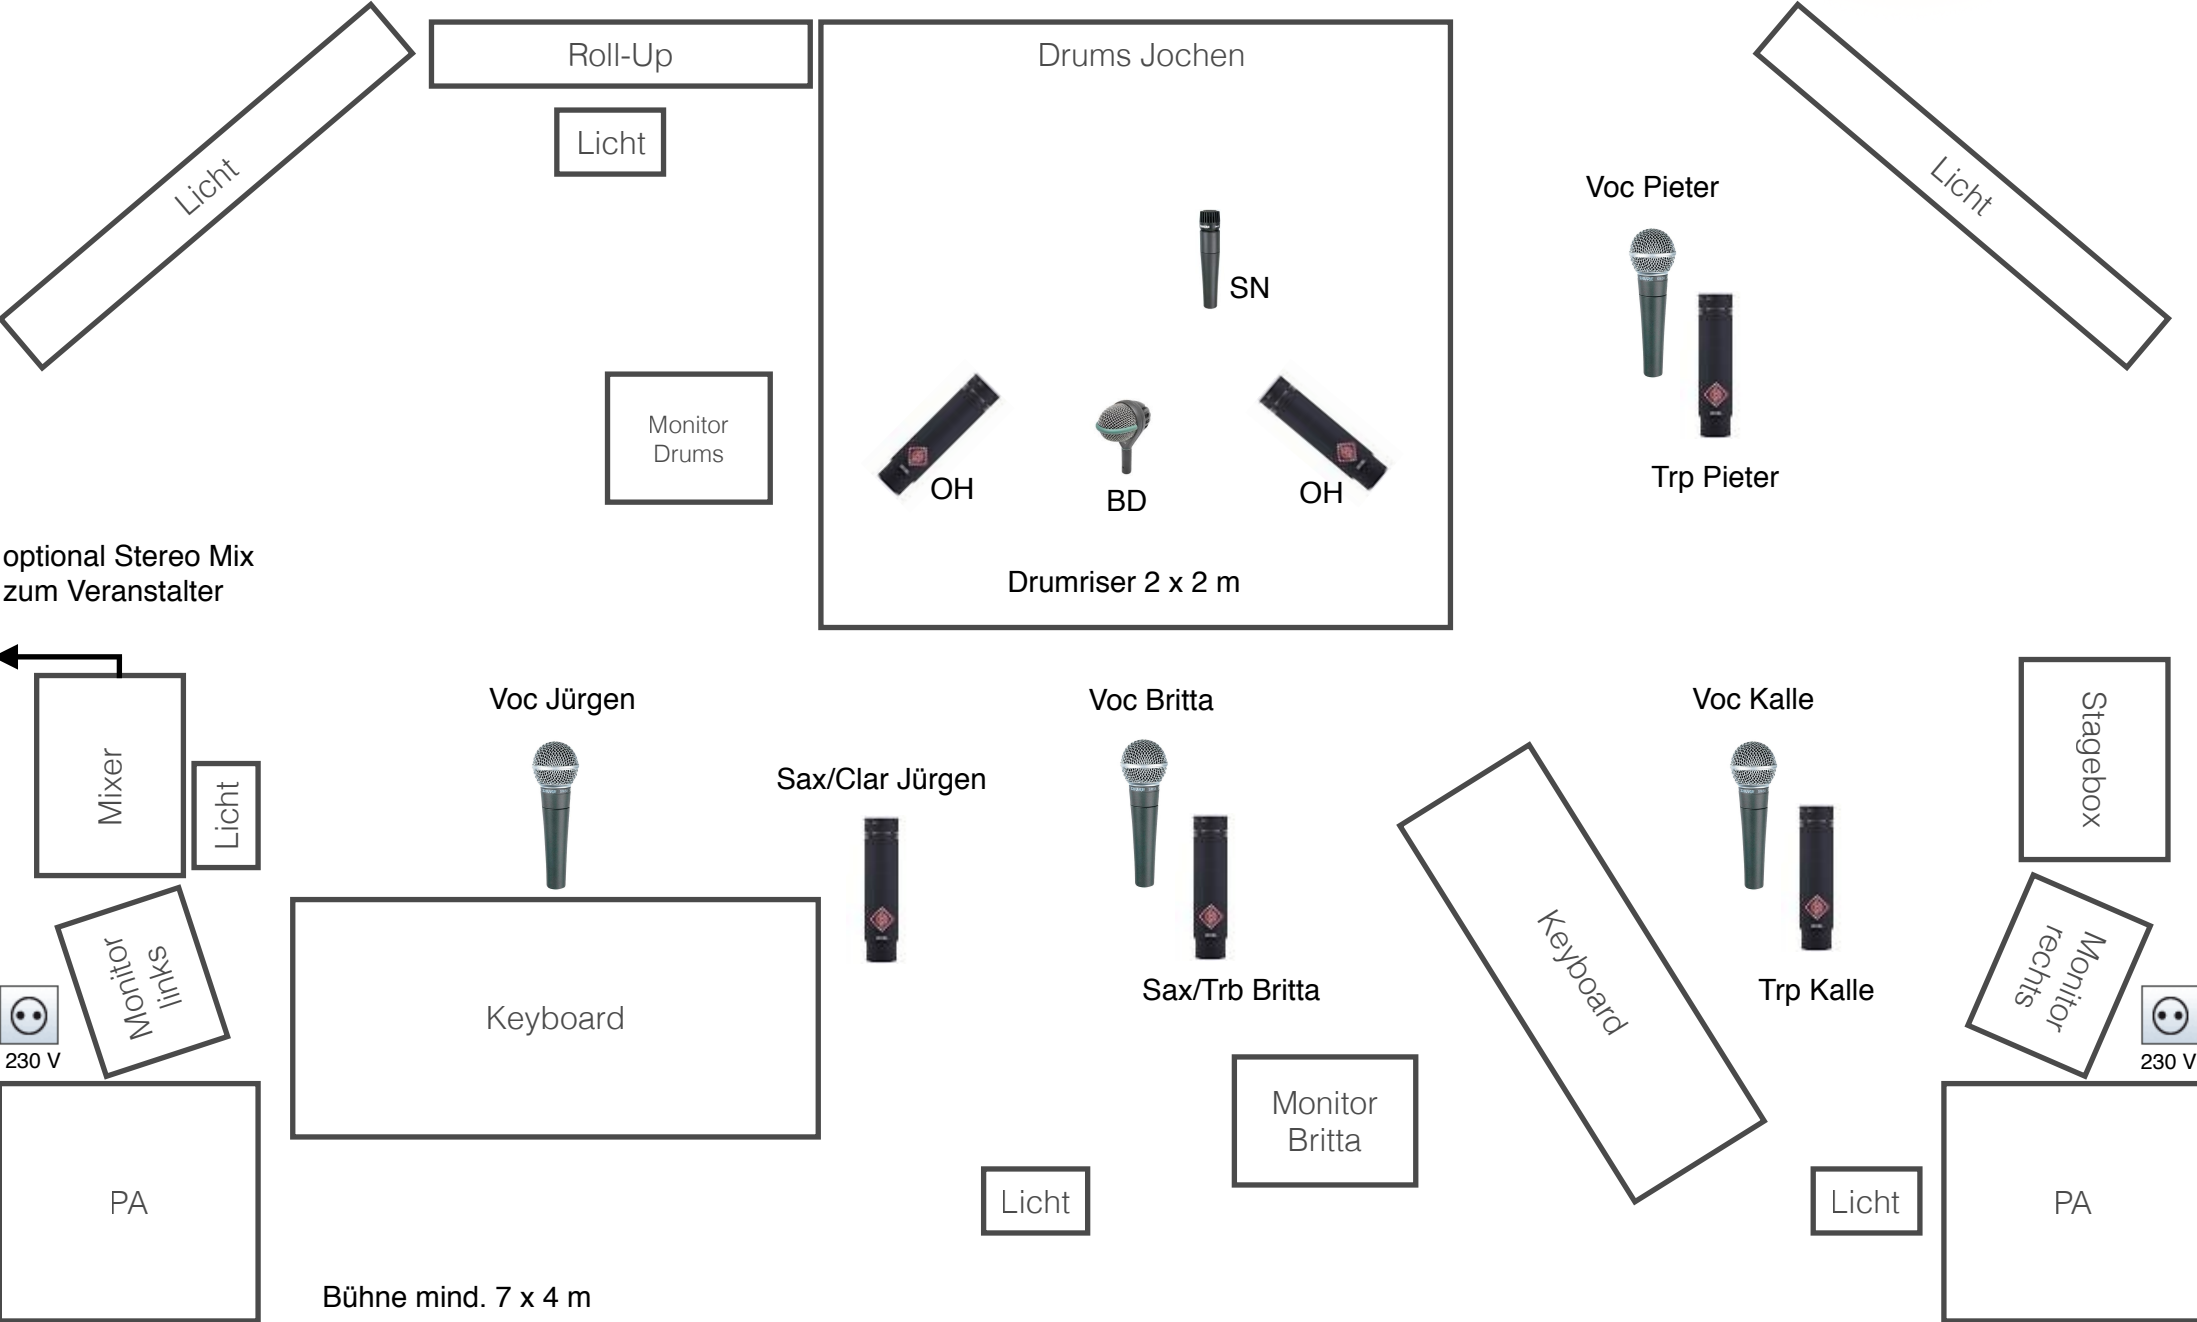 Roll-Up
Drums Jochen
Licht
Licht
Licht
Voc Pieter
SN
Monitor
Drums
OH
BD
OH
Trp Pieter
optional Stereo Mix
zum Veranstalter
Drumriser 2 x 2 m
Voc Jürgen
Voc Britta
Voc Kalle
Stagebox
Mixer
Licht
Sax/Clar Jürgen
Monitor
links
Keyboard
Sax/Trb Britta
Keyboard
Trp Kalle
Monitor
rechts
230 V
230 V
Monitor
Britta
PA
Licht
Licht
PA
Bühne mind. 7 x 4 m